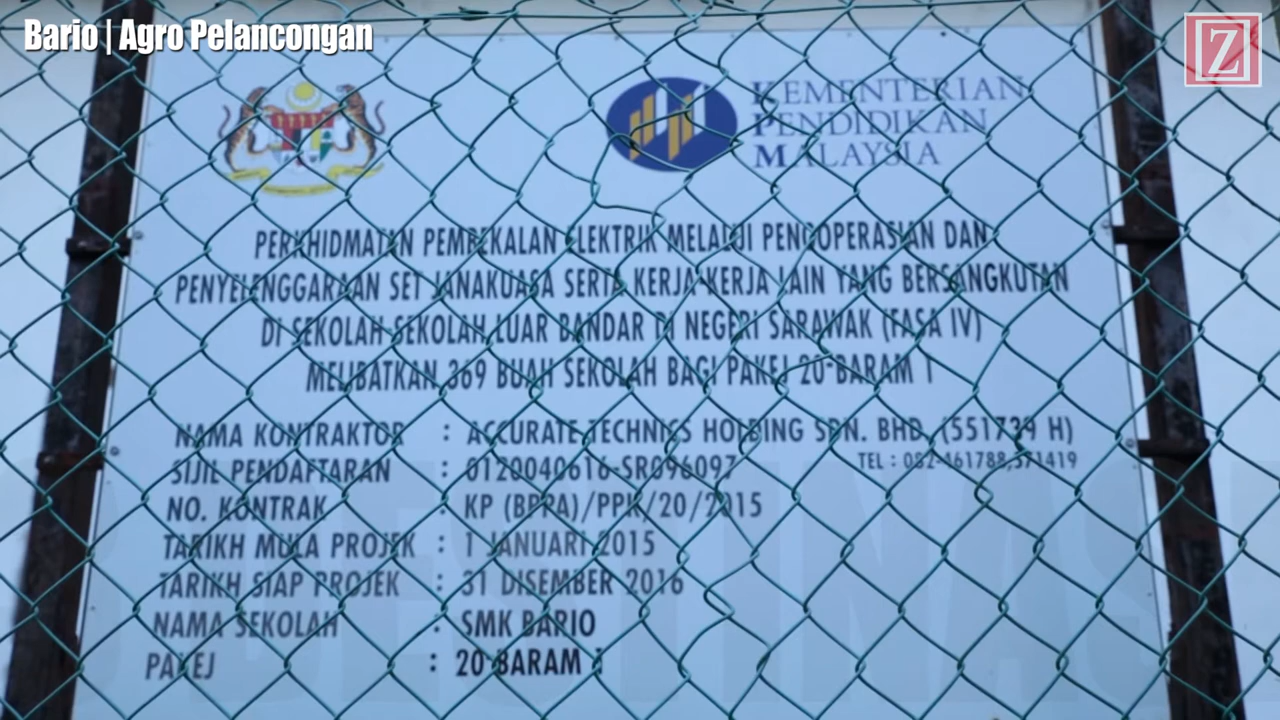 Bario | Agro Pelancongan
Z
KEMENTERIAN
PENDIDIKAN
MALAYSIA
PERKHIDMATAN PEMBEKALAN ELEKTRIK MELALUI PENGOPERASIAN DAN
PENYELENGGARAAN SET JANAKUASA SERTA KERJA-KERJA LAIN YANG BERSANGKUTAN
DI SEKOLAH-SEKOLAH LUAR BANDAR DI NEGERI SARAWAK (FASA IV)
MELIBATKAN 369 BUAH SEKOLAH BAGI PAKEJ 20-BARAM 1
NAMA KONTRAKTOR : ACCURATE TECHNICS HOLDING SDN. BHD. (551739 H)
TEL : 082-461788,371419
SIJIL PENDAFTARAN : 0120040616-SR096097
NO. KONTRAK : KP (BPPA)/PPK/20/2015
TARIKH MULA PROJEK : 1 JANUARI 2015
TARIKH SIAP PROJEK : 31 DISEMBER 2016
NAMA SEKOLAH : SMK BARIO
PAKEJ : 20 BARAM 1